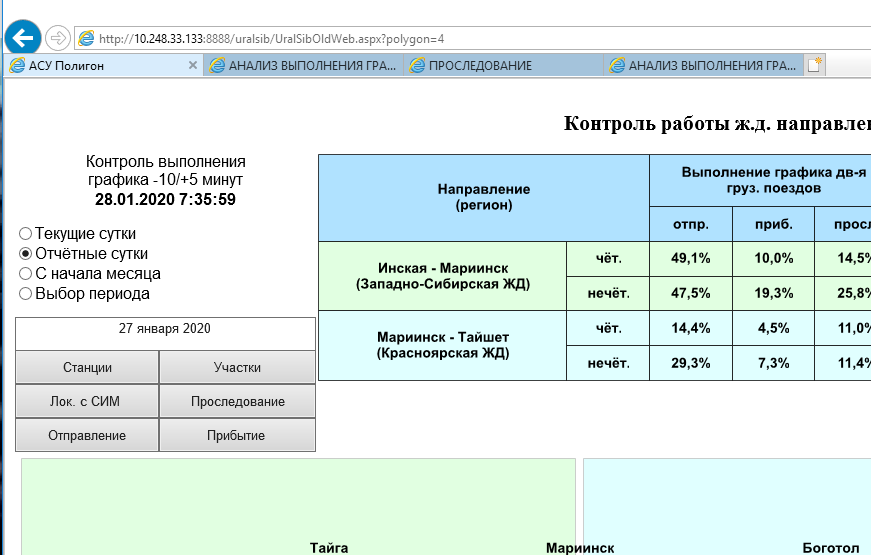 http://10.248.33.133:8888/uralsib/UralSibOldWeb.aspx?polygon=4
АСУ Полигон
АНАЛИЗ ВЫПОЛНЕНИЯ ГРА...
ПРОСЛЕДОВАНИЕ
АНАЛИЗ ВЫПОЛНЕНИЯ ГРА...
Контроль работы ж.д.
Контроль выполнения
графика -10/+5 минут
28.01.2020 7:35:59
Текущие сутки
Отчётные сутки
С начала месяца
Выбор периода
27 января 2020
Станции
Участки
Лок. с СИМ
Проследование
Отправление
Прибытие
Направление
(регион)
Выполнение графика дв-я
груз. поездов
отпр.
приб.
Инская - Мариинск
(Западно-Сибирская ЖД)
чёт.
49,1%
10,0%
14,5%
нечёт.
47,5%
19,3%
25,8%
Мариинск - Тайшет
(Красноярская ЖД)
чёт.
14,4%
4,5%
11,0%
нечёт.
29,3%
7,3%
11,4%
Тайга
Мариинск
Боготол